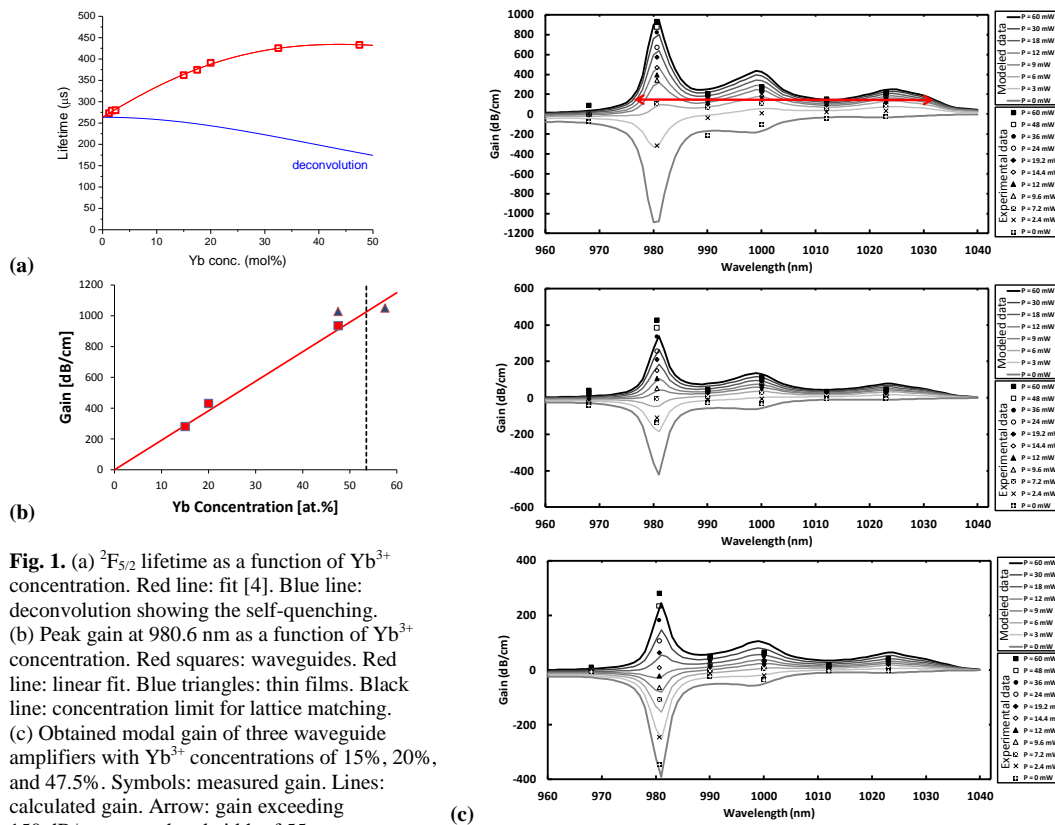 500
450
400
350
300
250
200
150
100
50
0
Lifetime (μs)
deconvolution
0 10 20 30 40 50
Yb conc. (mol%)
(a)
1200
1000
800
600
400
200
0
Gain [dB/cm]
0 10 20 30 40 50 60
Yb Concentration [at.%]
(b)
Fig. 1. (a) ²F₅/₂ lifetime as a function of Yb³⁺
concentration. Red line: fit [4]. Blue line:
deconvolution showing the self-quenching.
(b) Peak gain at 980.6 nm as a function of Yb³⁺
concentration. Red squares: waveguides. Red
line: linear fit. Blue triangles: thin films. Black
line: concentration limit for lattice matching.
(c) Obtained modal gain of three waveguide
amplifiers with Yb³⁺ concentrations of 15%, 20%,
and 47.5%. Symbols: measured gain. Lines:
calculated gain. Arrow: gain exceeding
1000
800
600
400
200
0
-200
-400
-600
-800
-1000
-1200
Gain (dB/cm)
960 970 980 990 1000 1010 1020 1030 1040
Wavelength (nm)
Modeled data
P = 60 mW
P = 30 mW
P = 18 mW
P = 12 mW
P = 9 mW
P = 6 mW
P = 3 mW
P = 0 mW
Experimental data
P = 60 mW
P = 48 mW
P = 36 mW
P = 24 mW
P = 19.2 mW
P = 14.4 mW
P = 12 mW
P = 9.6 mW
P = 7.2 mW
P = 2.4 mW
P = 0 mW
600
400
200
0
-200
-400
-600
Gain (dB/cm)
960 970 980 990 1000 1010 1020 1030 1040
Wavelength (nm)
Modeled data
P = 60 mW
P = 30 mW
P = 18 mW
P = 12 mW
P = 9 mW
P = 6 mW
P = 3 mW
P = 0 mW
Experimental data
P = 60 mW
P = 48 mW
P = 36 mW
P = 24 mW
P = 19.2 mW
P = 14.4 mW
P = 12 mW
P = 9.6 mW
P = 7.2 mW
P = 2.4 mW
P = 0 mW
400
200
0
-200
-400
Gain (dB/cm)
960 970 980 990 1000 1010 1020 1030 1040
Wavelength (nm)
Modeled data
P = 60 mW
P = 30 mW
P = 18 mW
P = 12 mW
P = 9 mW
P = 6 mW
P = 3 mW
P = 0 mW
Experimental data
P = 60 mW
P = 48 mW
P = 36 mW
P = 24 mW
P = 19.2 mW
P = 14.4 mW
P = 12 mW
P = 9.6 mW
P = 7.2 mW
P = 2.4 mW
P = 0 mW
(c)